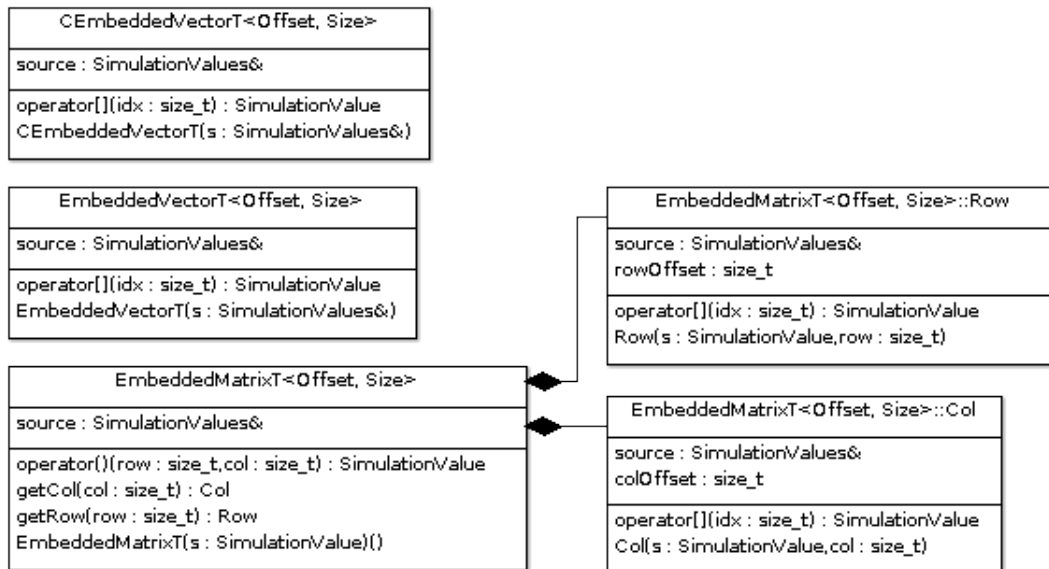 CEmbeddedVectorT<Offset, Size>
source : SimulationValues&
operator[](idx : size_t) : SimulationValue
CEmbeddedVectorT(s : SimulationValues&)
EmbeddedVectorT<Offset, Size>
source : SimulationValues&
operator[](idx : size_t) : SimulationValue
EmbeddedVectorT(s : SimulationValues&)
EmbeddedMatrixT<Offset, Size>
source : SimulationValues&
operator()(row : size_t,col : size_t) : SimulationValue
getCol(col : size_t) : Col
getRow(row : size_t) : Row
EmbeddedMatrixT(s : SimulationValue)()
EmbeddedMatrixT<Offset, Size>::Row
source : SimulationValues&
rowOffset : size_t
operator[](idx : size_t) : SimulationValue
Row(s : SimulationValue,row : size_t)
EmbeddedMatrixT<Offset, Size>::Col
source : SimulationValues&
colOffset : size_t
operator[](idx : size_t) : SimulationValue
Col(s : SimulationValue,col : size_t)